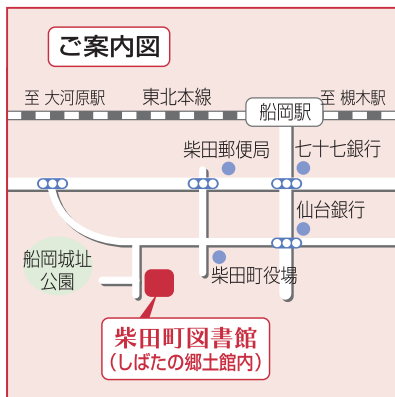 ご案内図
至 大河原駅
東北本線
船岡駅
至 槻木駅
柴田郵便局
七十七銀行
仙台銀行
船岡城址
公園
柴田町役場
柴田町図書館
(しばたの郷土館内)